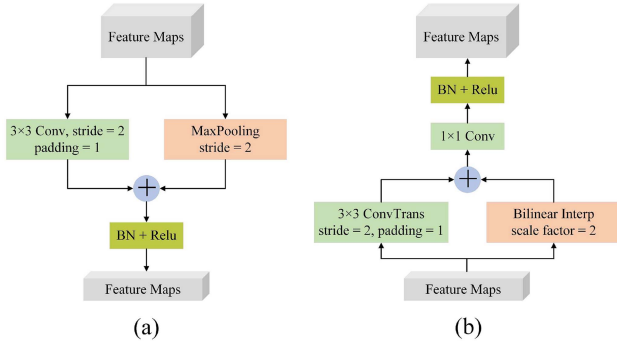 Feature Maps
3×3 Conv, stride = 2
padding = 1
MaxPooling
stride = 2
+
BN + Relu
Feature Maps
(a)
Feature Maps
BN + Relu
1×1 Conv
+
3×3 ConvTrans
stride = 2, padding = 1
Bilinear Interp
scale factor = 2
Feature Maps
(b)